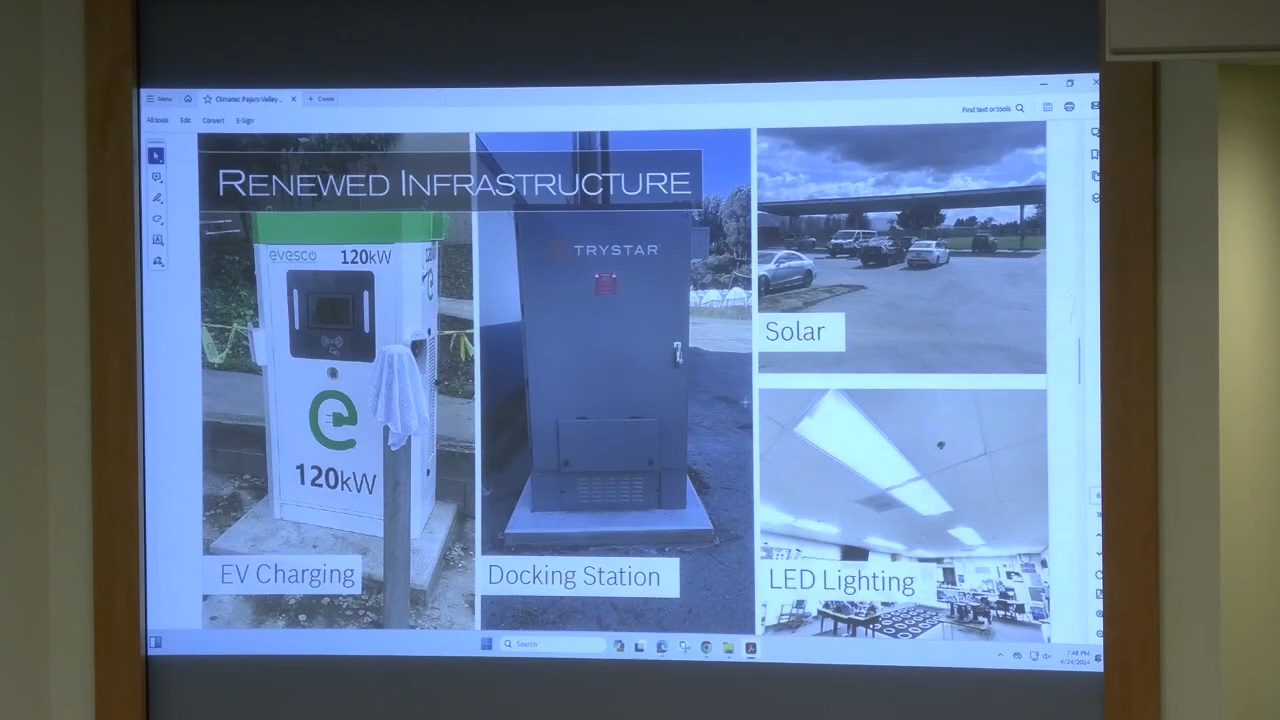 Menu
Climatec Pajaro Valley ...
Create
Find text or tools
All tools
Edit
Convert
E-Sign
RENEWED INFRASTRUCTURE
evesco
120kW
120kW
TRYSTAR
Solar
EV Charging
Docking Station
LED Lighting
Search
7:48 PM
4/24/2024